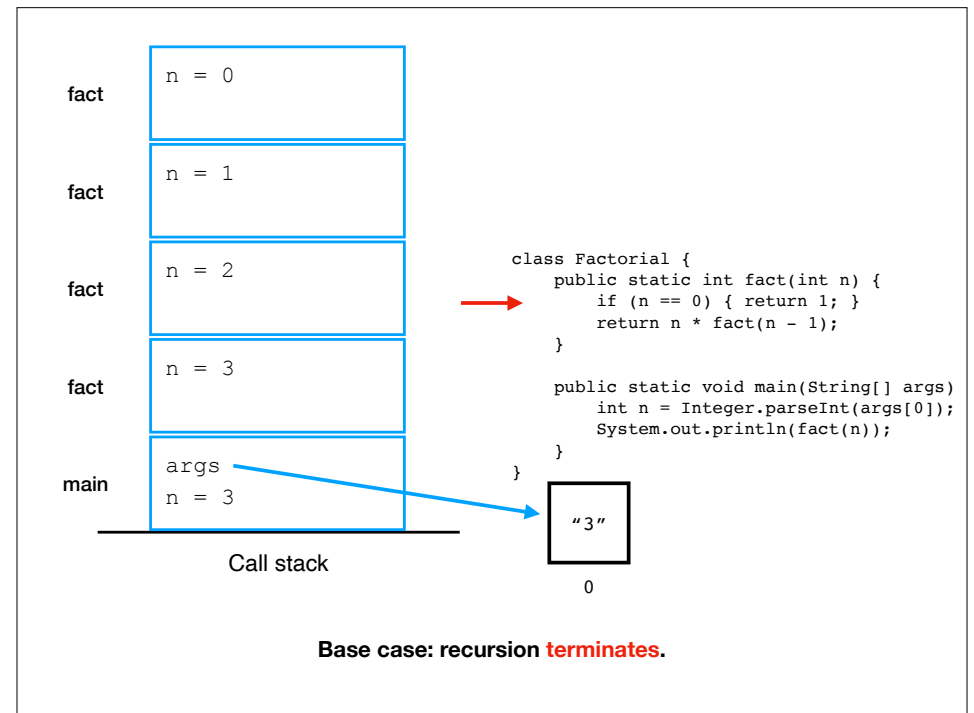 fact
n = 0
fact
n = 1
fact
n = 2
fact
n = 3
main
args
n = 3
Call stack
class Factorial {
    public static int fact(int n) {
        if (n == 0) { return 1; }
        return n * fact(n - 1);
    }

    public static void main(String[] args)
        int n = Integer.parseInt(args[0]);
        System.out.println(fact(n));
    }
}
“3”
0
Base case: recursion terminates.